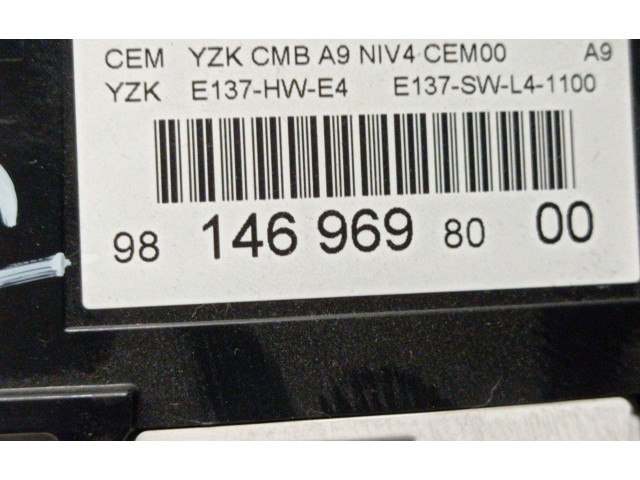 CEM YZK CMB A9 NIV4 CEM00 A9
YZK E137-HW-E4 E137-SW-L4-1100
98 146 969 80 00